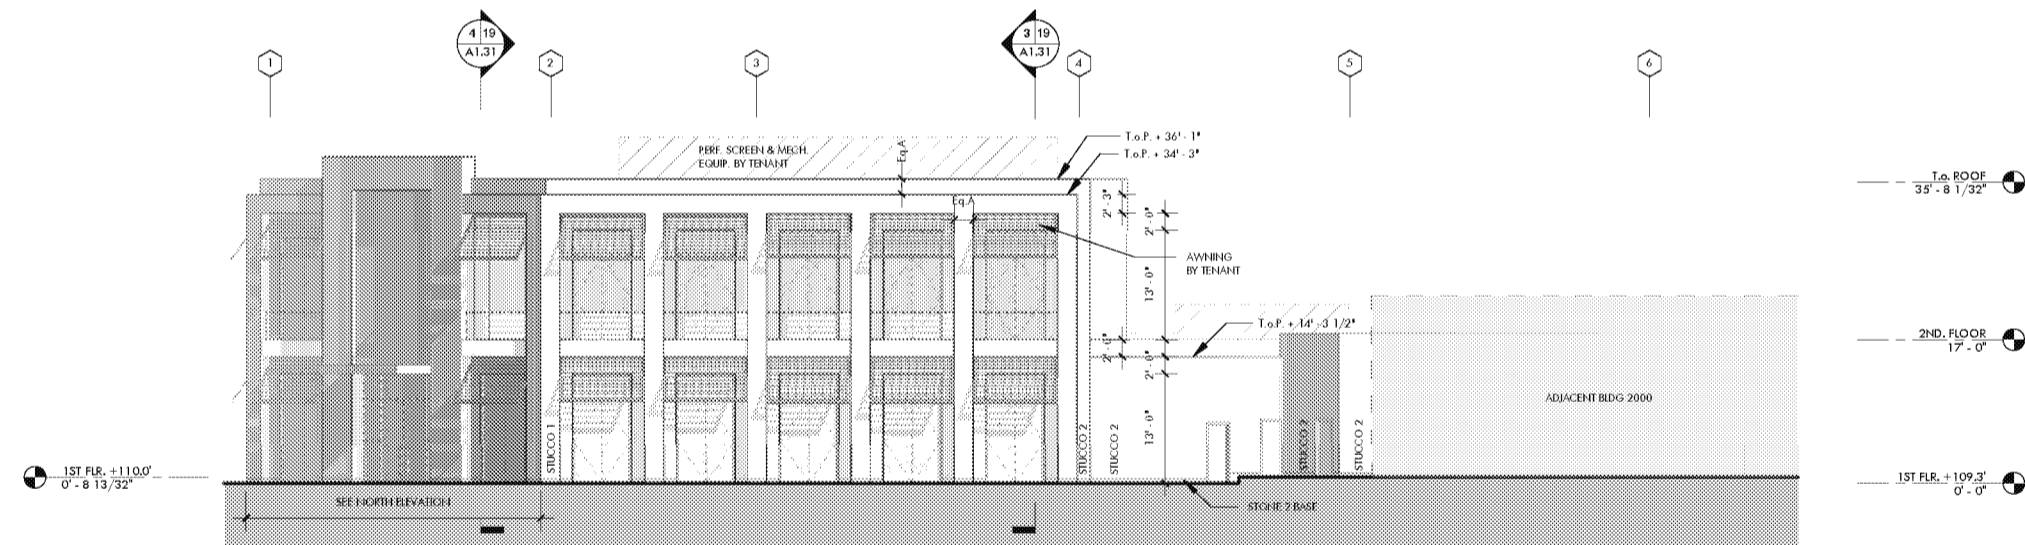 4 19
A1.31
3 19
A1.31
1
2
3
4
5
6
T.o.P. + 36' - 1"
T.o.P. + 34' - 3"
PERF. SCREEN & MECH.
EQUIP. BY TENANT
Eq.A
Eq.A
2' - 3"
2' - 0"
T.o. ROOF
35' - 8 1/32"
AWNING
BY TENANT
13' - 0"
T.o.P. + 14' - 3 1/2"
2ND. FLOOR
17' - 0"
2' - 0"
2' - 0"
ADJACENT BLDG 2000
13' - 0"
STUCCO 1
STUCCO 2
STUCCO 2
STUCCO 2
STUCCO 2
1ST FLR. +110.0'
0' - 8 13/32"
1ST FLR. +109.3'
0' - 0"
SEE NORTH ELEVATION
STONE 2 BASE